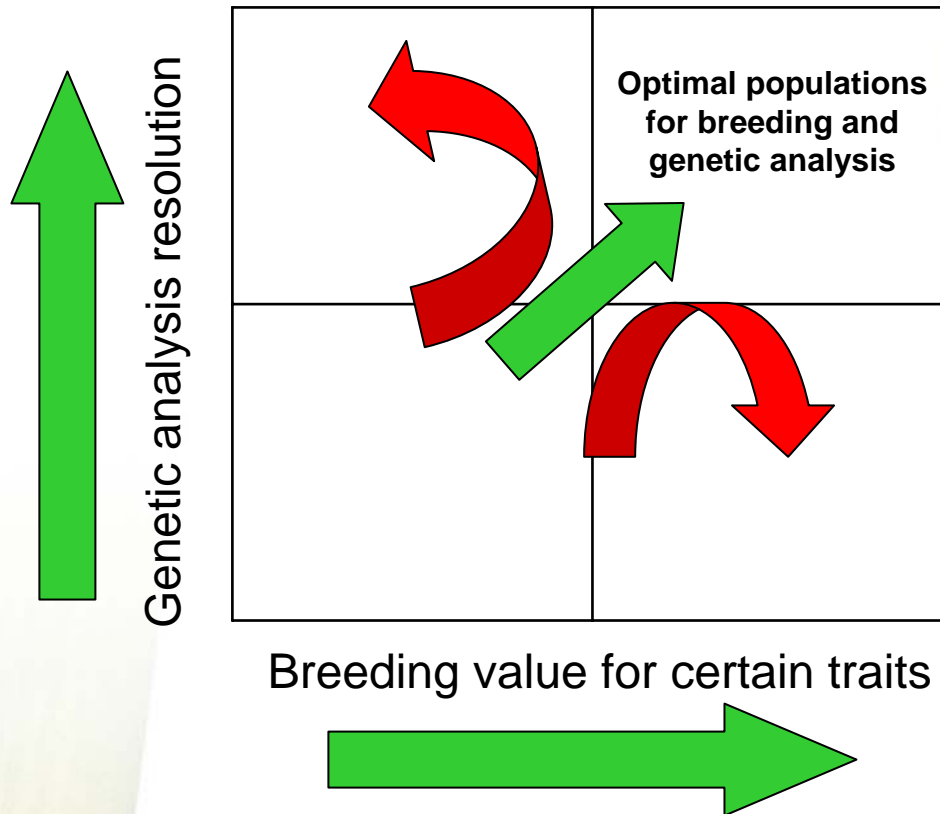 Genetic analysis resolution
Optimal populations
for breeding and
genetic analysis
Breeding value for certain traits